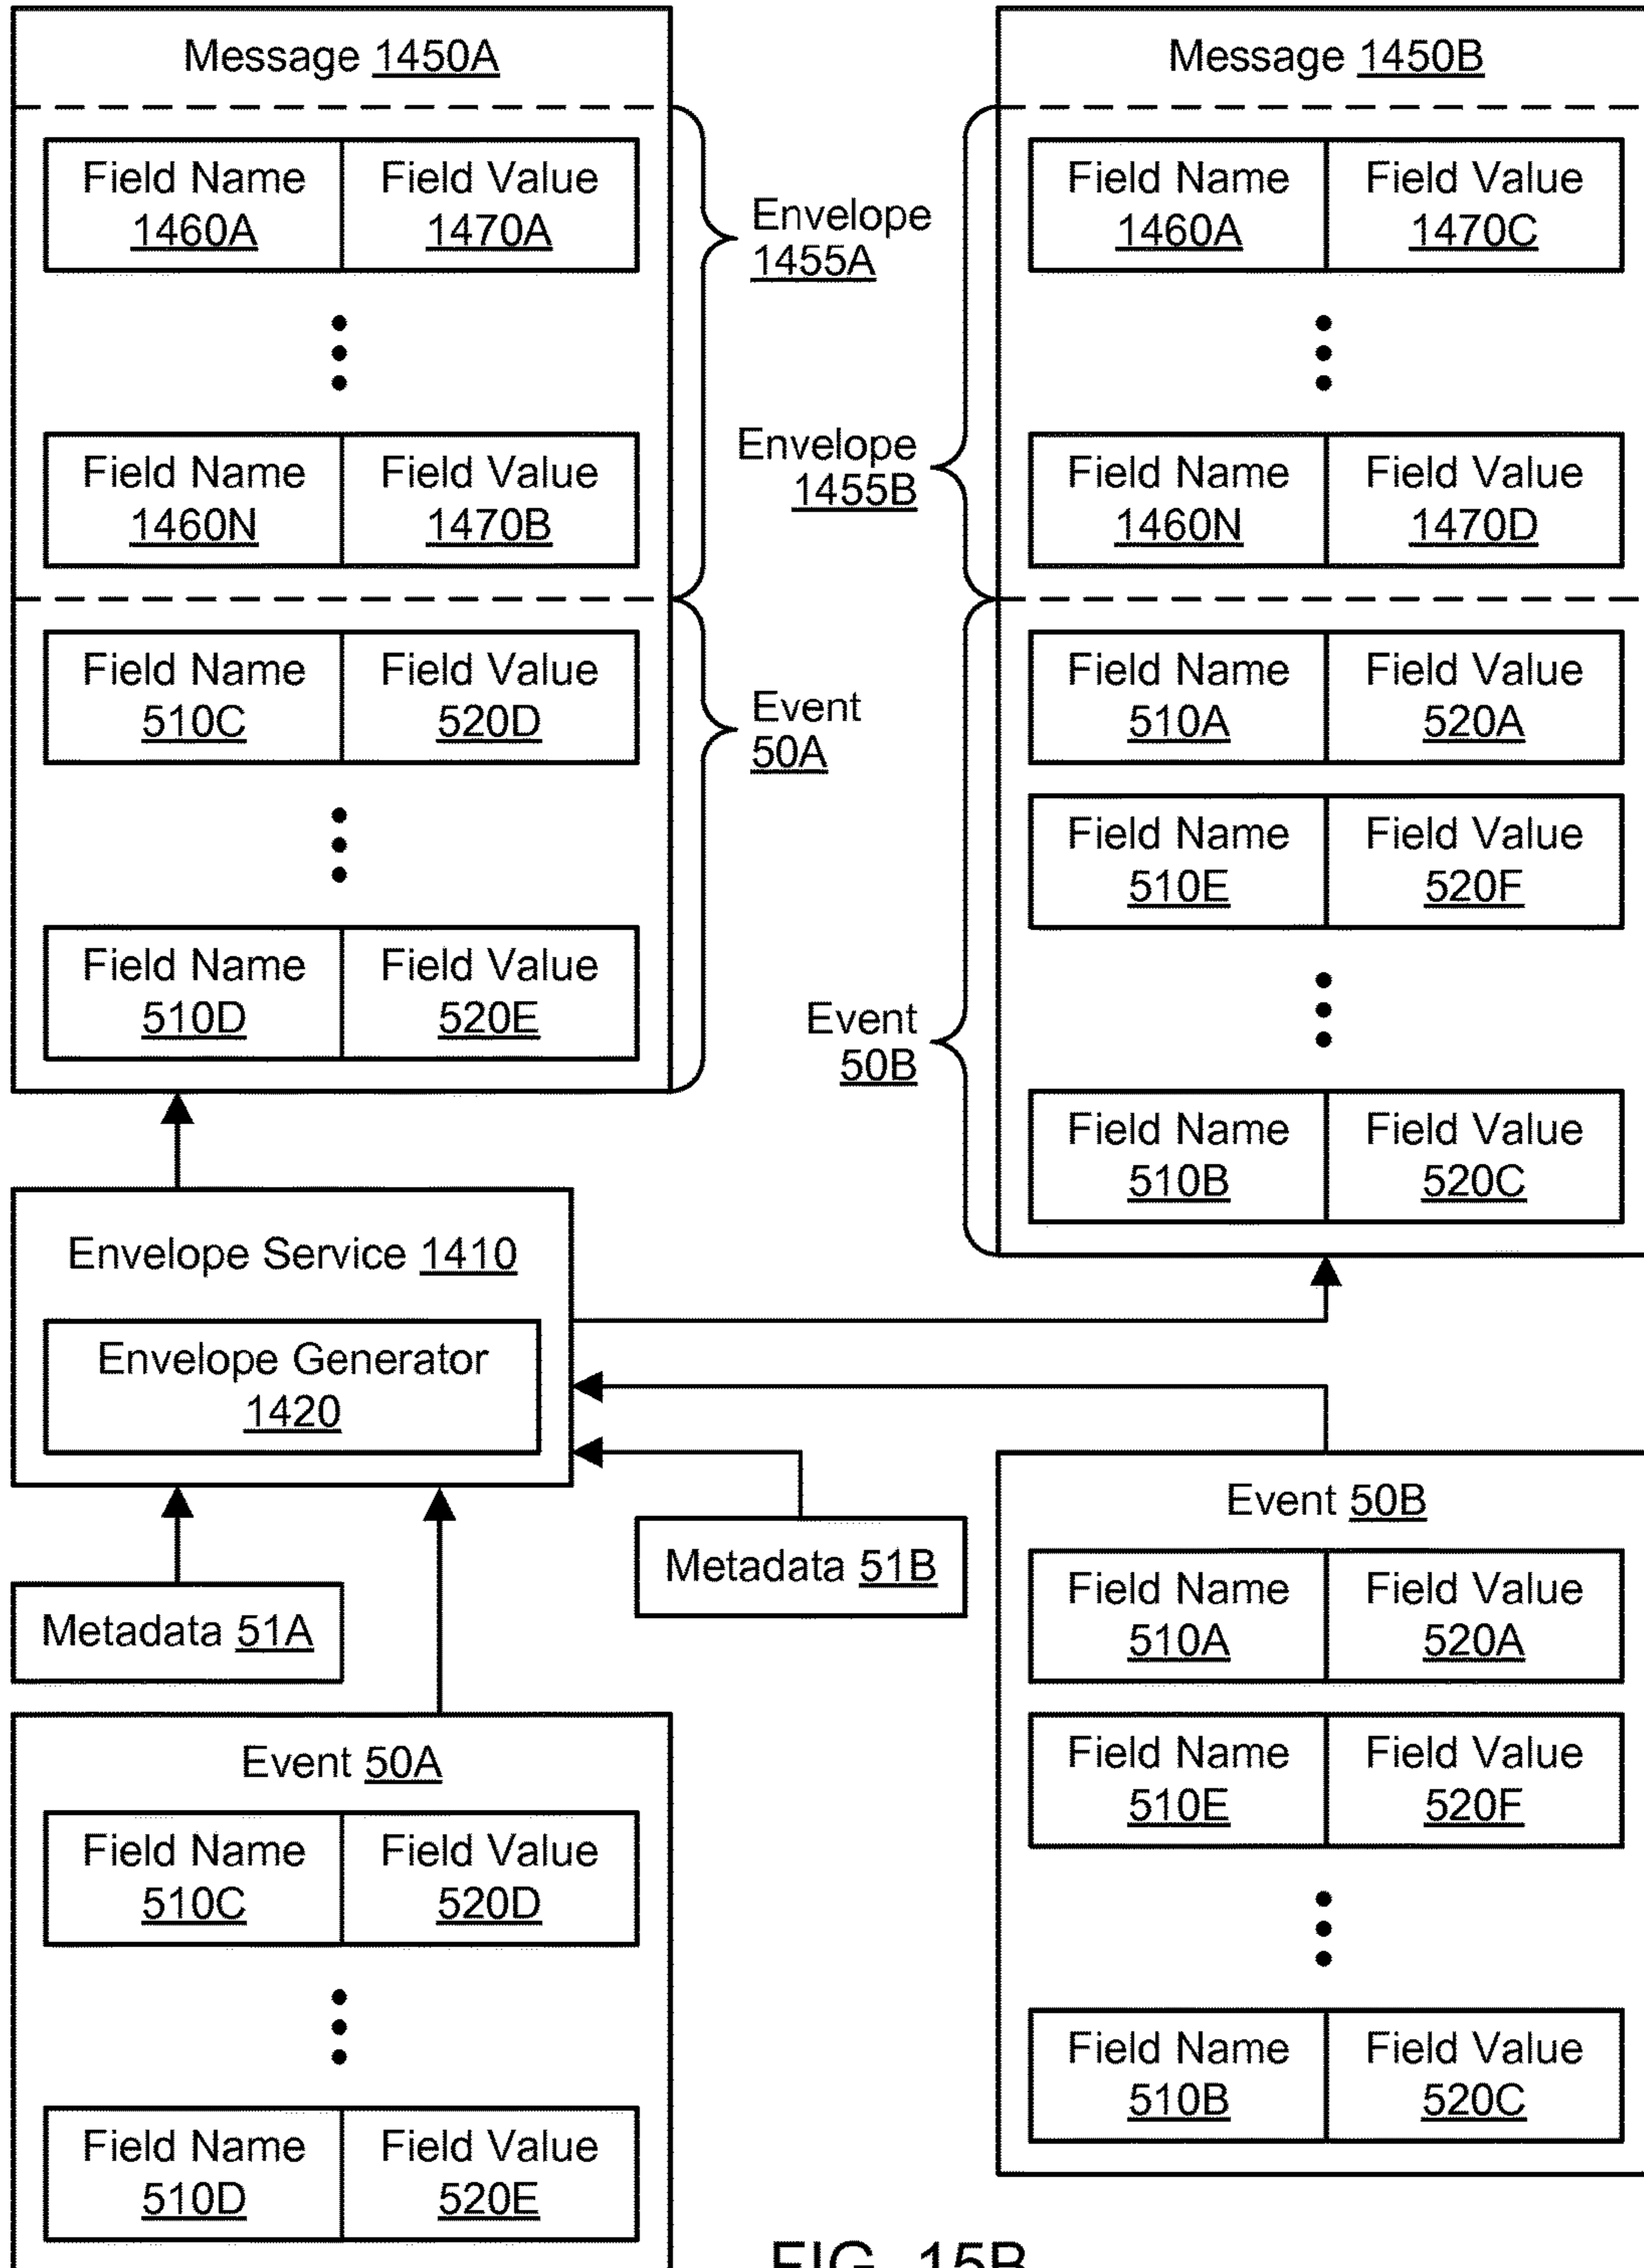 Message 1450A
Field Name Field Value
1460A 1470A
Field Name Field Value
1460N 1470B
Envelope
1455A
Field Name Field Value
510C 520D
Field Name Field Value
510D 520E
Event
50A
Message 1450B
Field Name Field Value
1460A 1470C
Field Name Field Value
1460N 1470D
Envelope
1455B
Field Name Field Value
510A 520A
Field Name Field Value
510E 520F
Field Name Field Value
510B 520C
Event
50B
Envelope Service 1410
Envelope Generator
1420
Metadata 51A
Metadata 51B
Event 50A
Field Name Field Value
510C 520D
Field Name Field Value
510D 520E
Event 50B
Field Name Field Value
510A 520A
Field Name Field Value
510E 520F
Field Name Field Value
510B 520C
FIG. 15B